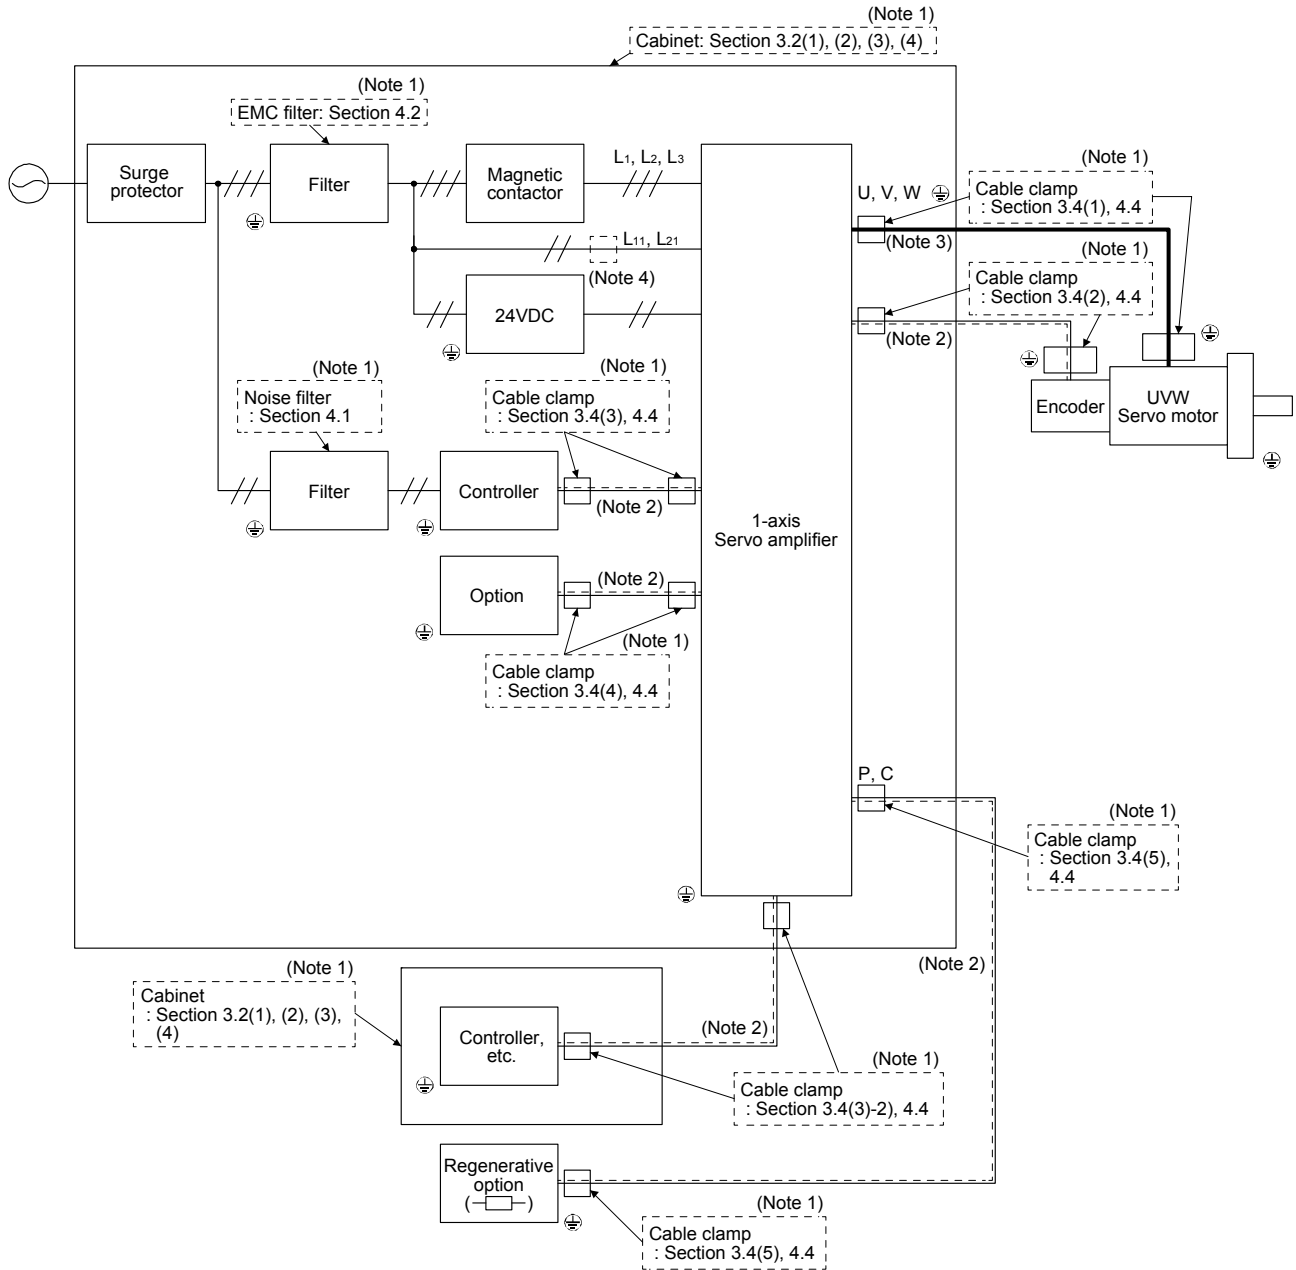 (Note 1)
Cabinet: Section 3.2(1), (2), (3), (4)
(Note 1)
EMC filter: Section 4.2
Surge
protector
Filter
Magnetic
contactor
L1, L2, L3
L11, L21
(Note 4)
24VDC
U, V, W
(Note 3)
(Note 1)
Cable clamp
: Section 3.4(1), 4.4
(Note 1)
Cable clamp
: Section 3.4(2), 4.4
(Note 2)
Encoder
UVW
Servo motor
(Note 1)
Noise filter
: Section 4.1
(Note 1)
Cable clamp
: Section 3.4(3), 4.4
Filter
Controller
(Note 2)
1-axis
Servo amplifier
Option
(Note 2)
(Note 1)
Cable clamp
: Section 3.4(4), 4.4
P, C
(Note 1)
Cable clamp
: Section 3.4(5),
4.4
(Note 2)
(Note 1)
Cabinet
: Section 3.2(1), (2), (3),
(4)
Controller,
etc.
(Note 2)
(Note 1)
Cable clamp
: Section 3.4(3)-2), 4.4
Regenerative
option
( )
(Note 1)
Cable clamp
: Section 3.4(5), 4.4